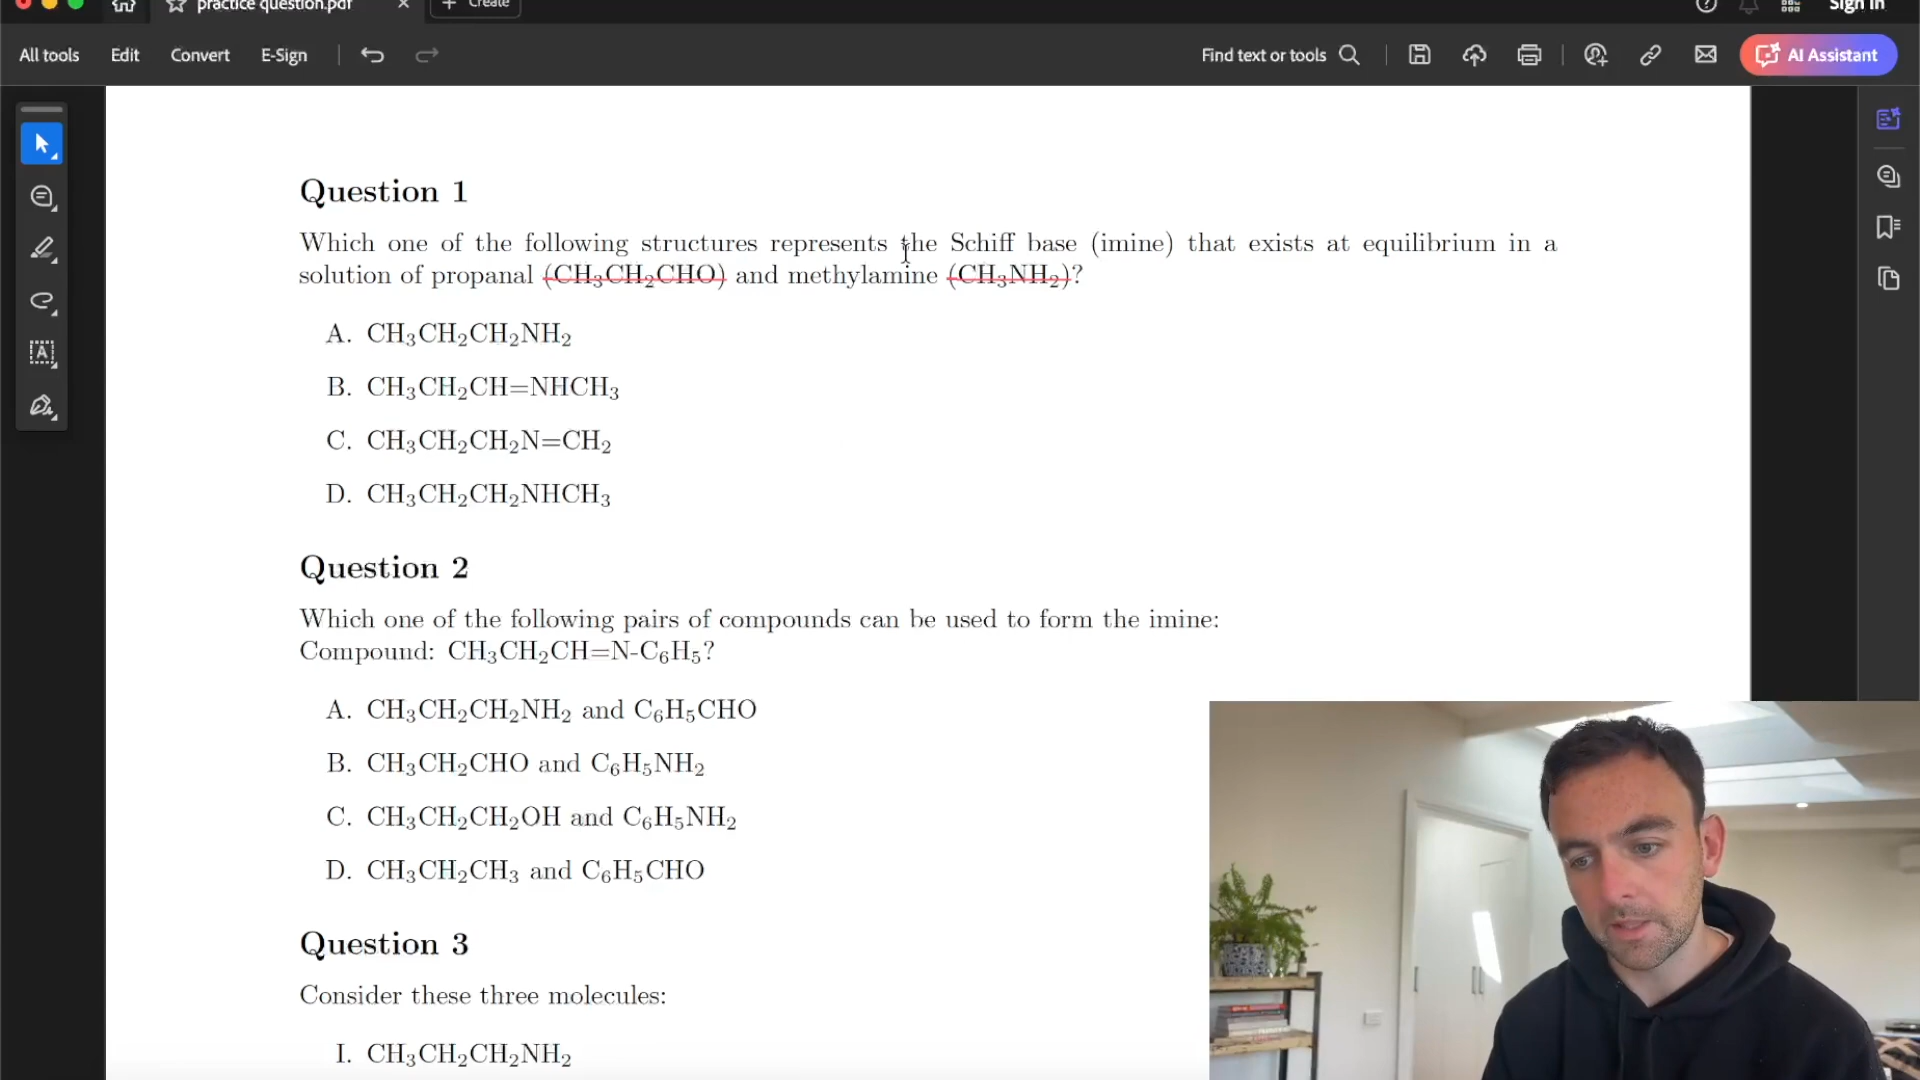 practice question.pdf
Create
Sign in
All tools Edit Convert E-Sign Find text or tools AI Assistant
Question 1
Which one of the following structures represents the Schiff base (imine) that exists at equilibrium in a
solution of propanal (CH₃CH₂CHO) and methylamine (CH₃NH₂)?
A. CH₃CH₂CH₂NH₂
B. CH₃CH₂CH=NHCH₃
C. CH₃CH₂CH₂N=CH₂
D. CH₃CH₂CH₂NHCH₃
Question 2
Which one of the following pairs of compounds can be used to form the imine:
Compound: CH₃CH₂CH=N-C₆H₅?
A. CH₃CH₂CH₂NH₂ and C₆H₅CHO
B. CH₃CH₂CHO and C₆H₅NH₂
C. CH₃CH₂CH₂OH and C₆H₅NH₂
D. CH₃CH₂CH₃ and C₆H₅CHO
Question 3
Consider these three molecules:
I. CH₃CH₂CH₂NH₂